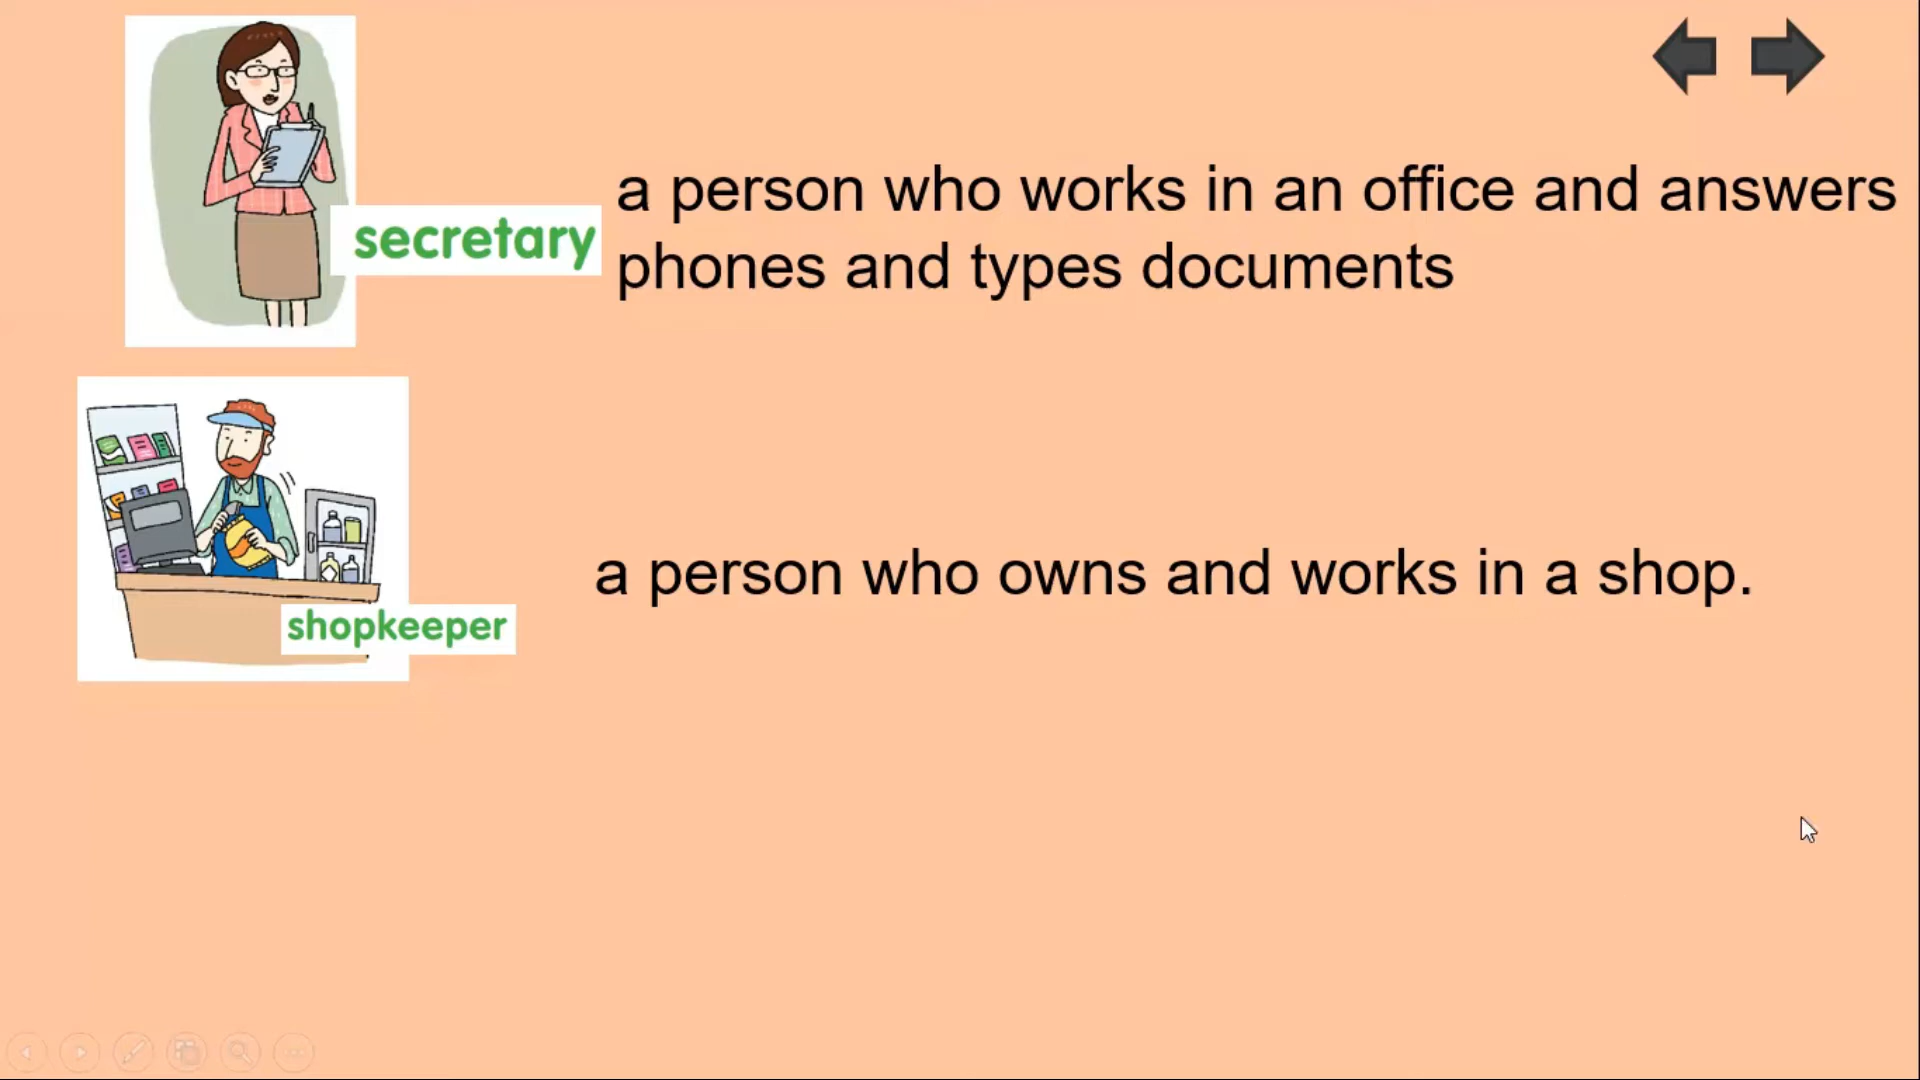 secretary
a person who works in an office and answers
phones and types documents
shopkeeper
a person who owns and works in a shop.